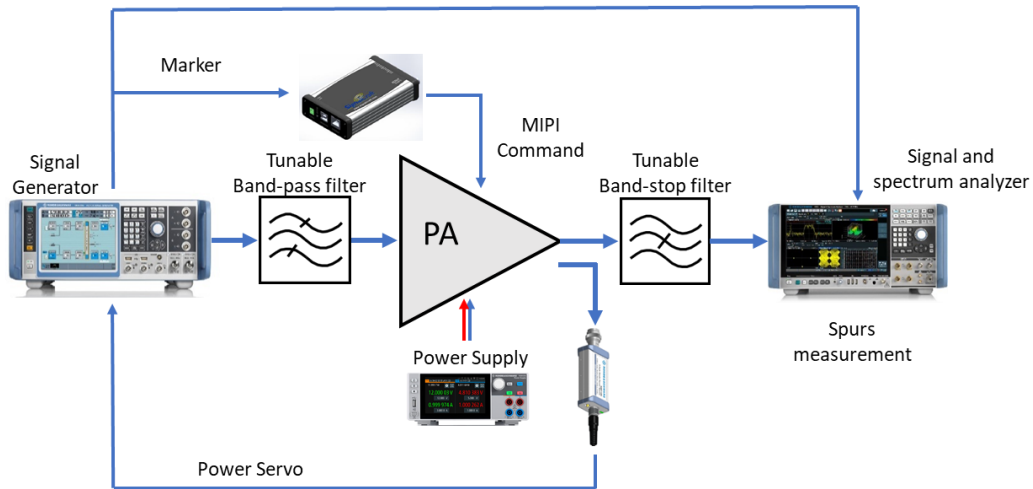 Marker
MIPI
Command
Signal
Generator
Tunable
Band-pass filter
Tunable
Band-stop filter
Signal and
spectrum analyzer
PA
Power Supply
Spurs
measurement
Power Servo